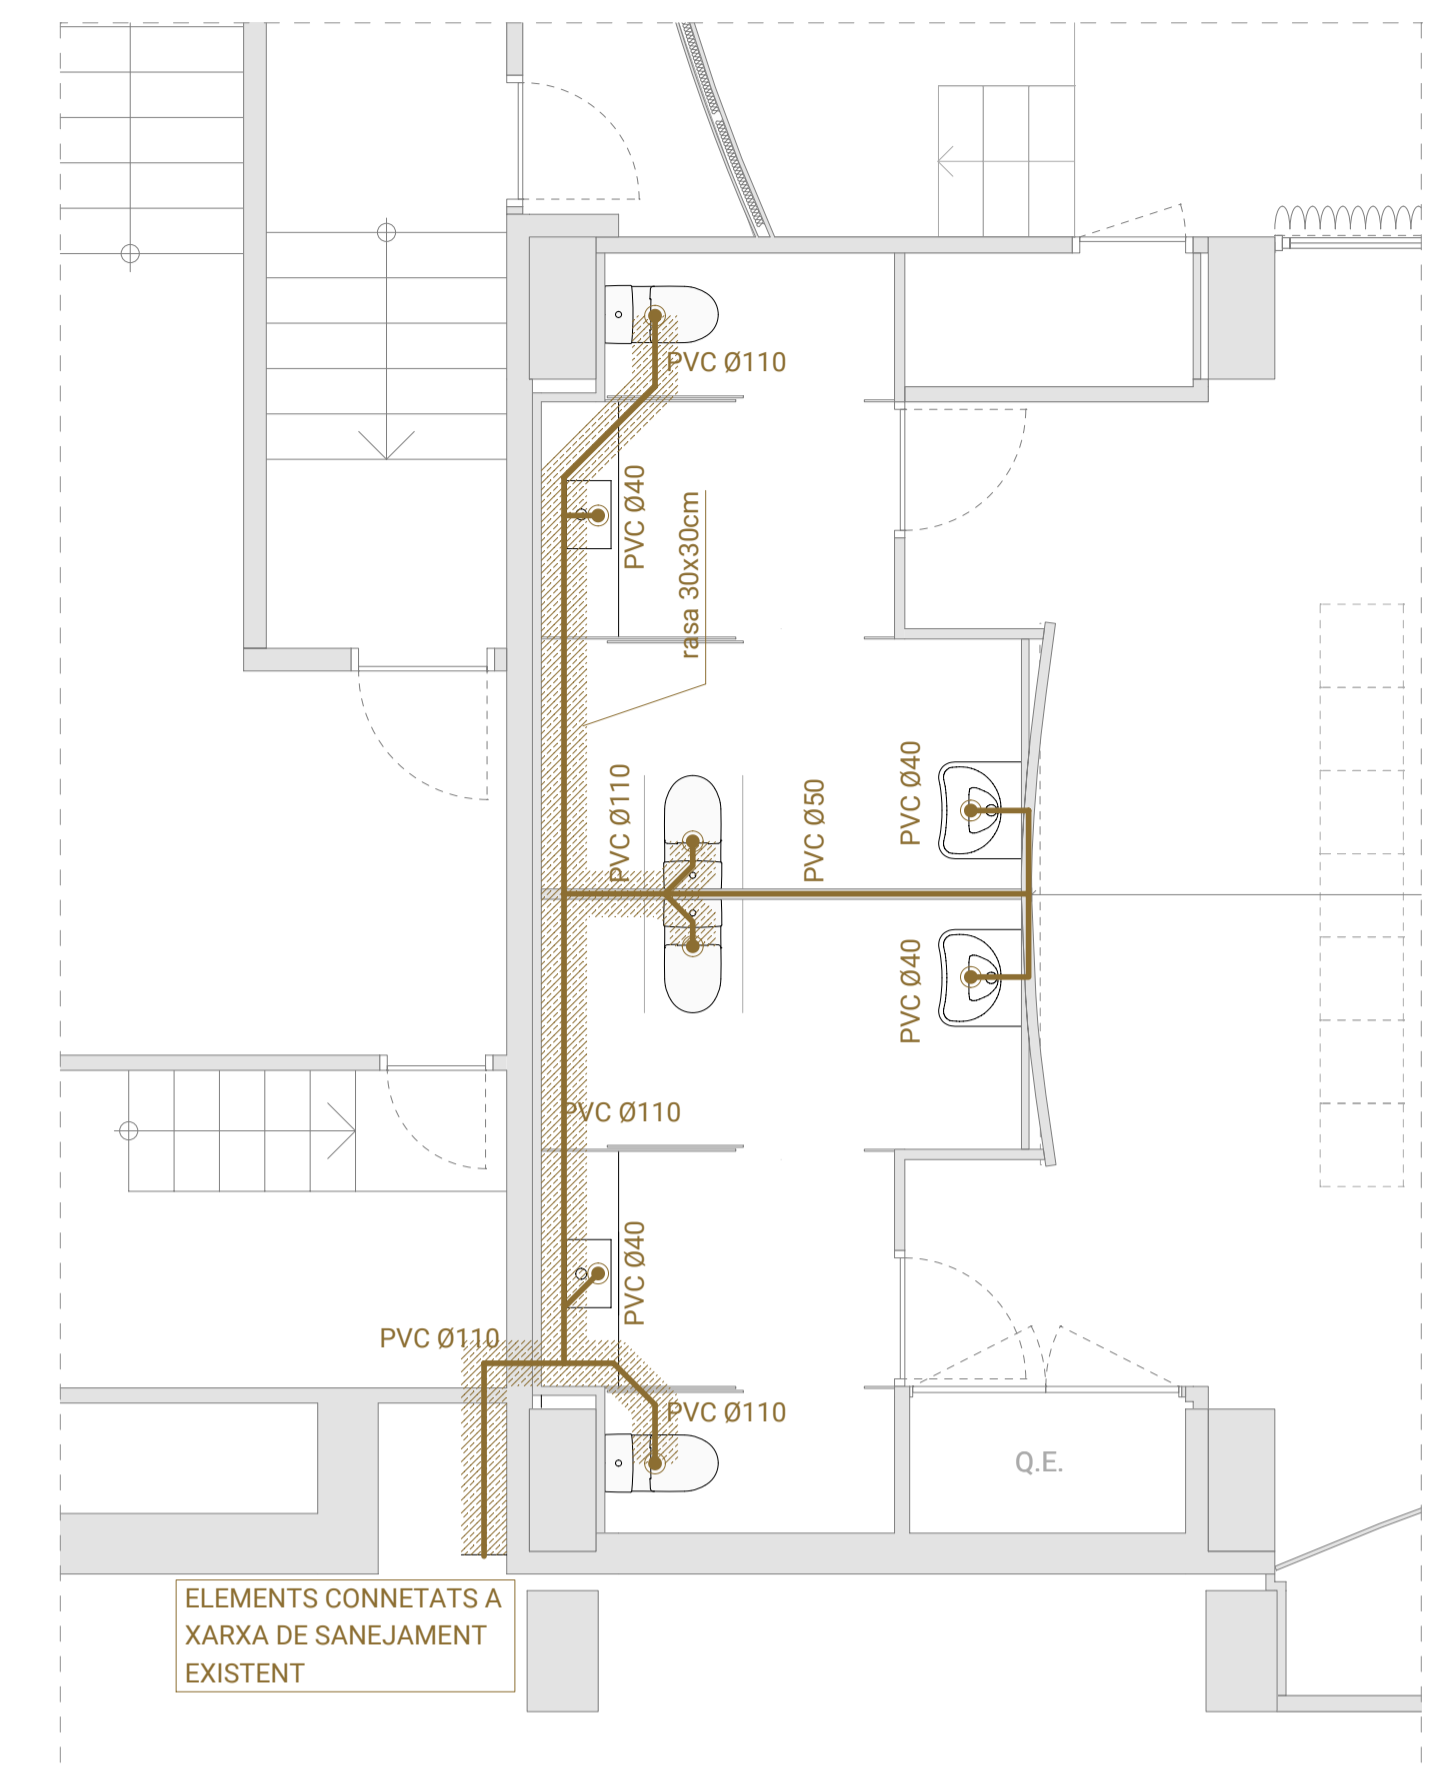 PVC Ø110
PVC Ø40
rasa 30x30cm
PVC Ø110
PVC Ø50
PVC Ø40
PVC Ø40
PVC Ø110
PVC Ø40
PVC Ø110
PVC Ø110
Q.E.
ELEMENTS CONNETATS A
XARXA DE SANEJAMENT
EXISTENT